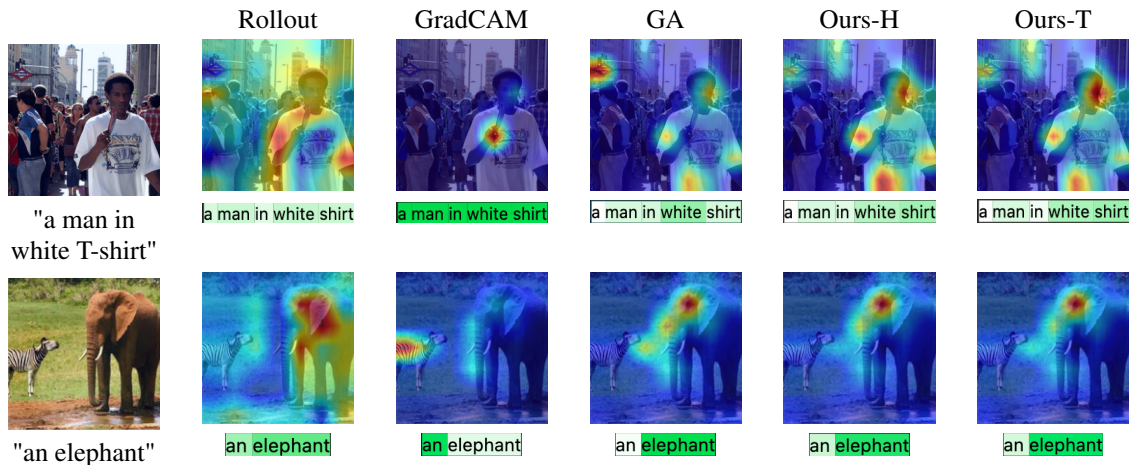 Rollout GradCAM GA Ours-H Ours-T
a man in white shirt a man in white shirt a man in white shirt a man in white shirt a man in white shirt
"a man in
white T-shirt"
an elephant an elephant an elephant an elephant an elephant
"an elephant"